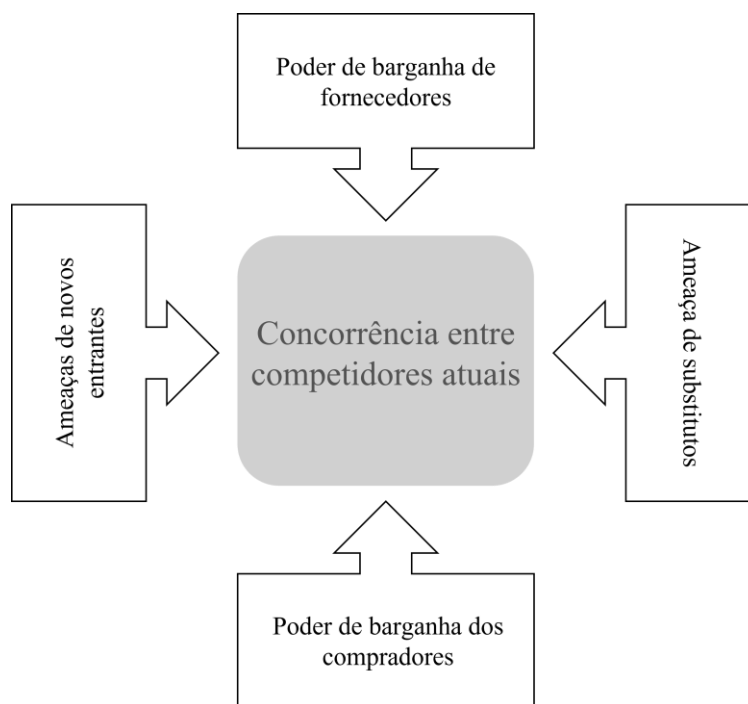 Poder de barganha de
fornecedores
Ameaças de novos
entrantes
Concorrência entre
competidores atuais
Ameaça de substitutos
Poder de barganha dos
compradores